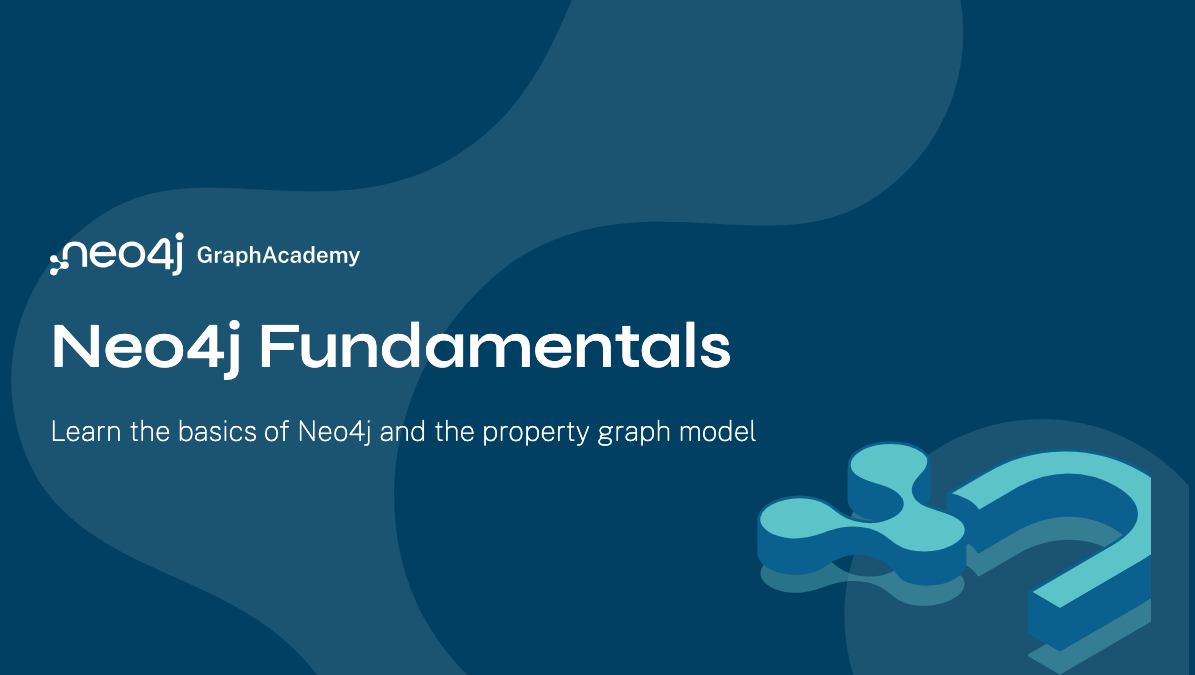 neo4j GraphAcademy
Neo4j Fundamentals
Learn the basics of Neo4j and the property graph model